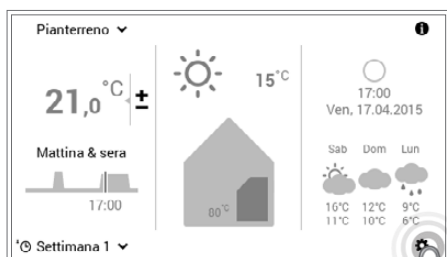 Pianterreno
21,0 °C ±
Mattina & sera
17:00
Settimana 1
15°C
80°C
17:00
Ven, 17.04.2015
Sab Dom Lun
16°C 12°C 9°C
11°C 10°C 6°C